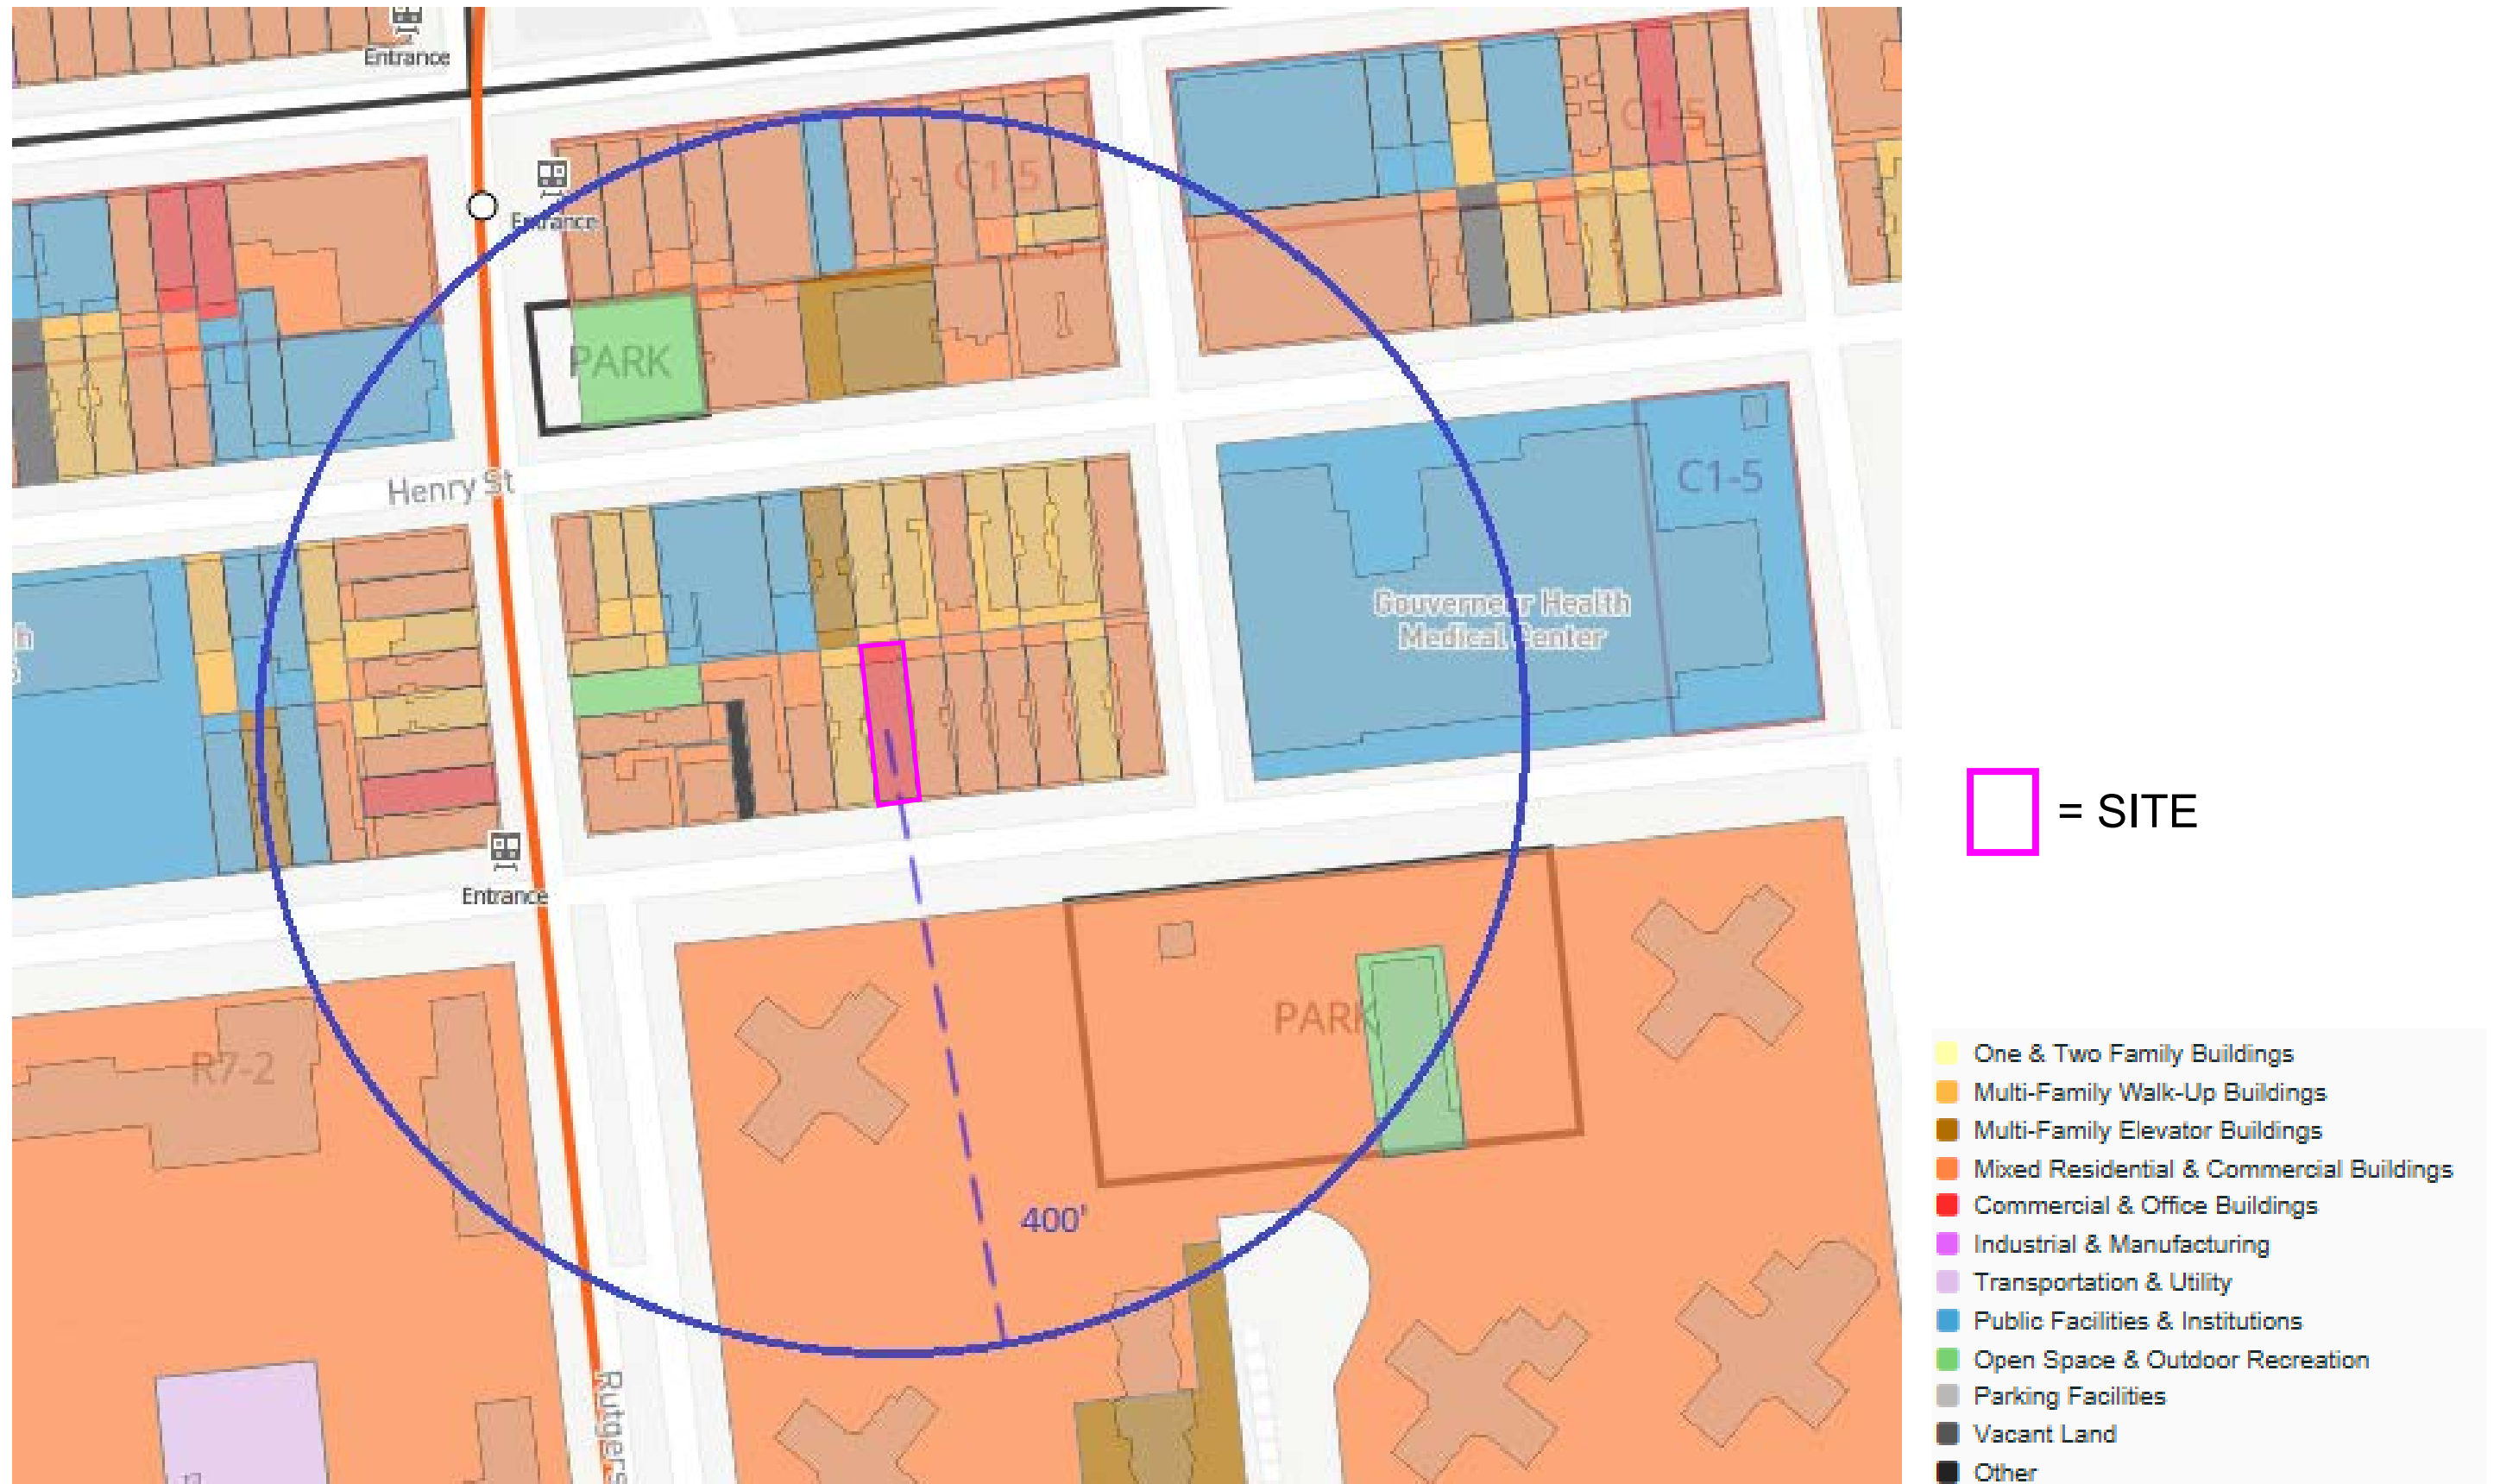 Entrance
C1-5
C1-5
Entrance
PARK
Henry St
C1-5
Gouverneur Health
Medical Center
= SITE
Entrance
PARK
R7-2
400'
Rutgers
One & Two Family Buildings
Multi-Family Walk-Up Buildings
Multi-Family Elevator Buildings
Mixed Residential & Commercial Buildings
Commercial & Office Buildings
Industrial & Manufacturing
Transportation & Utility
Public Facilities & Institutions
Open Space & Outdoor Recreation
Parking Facilities
Vacant Land
Other